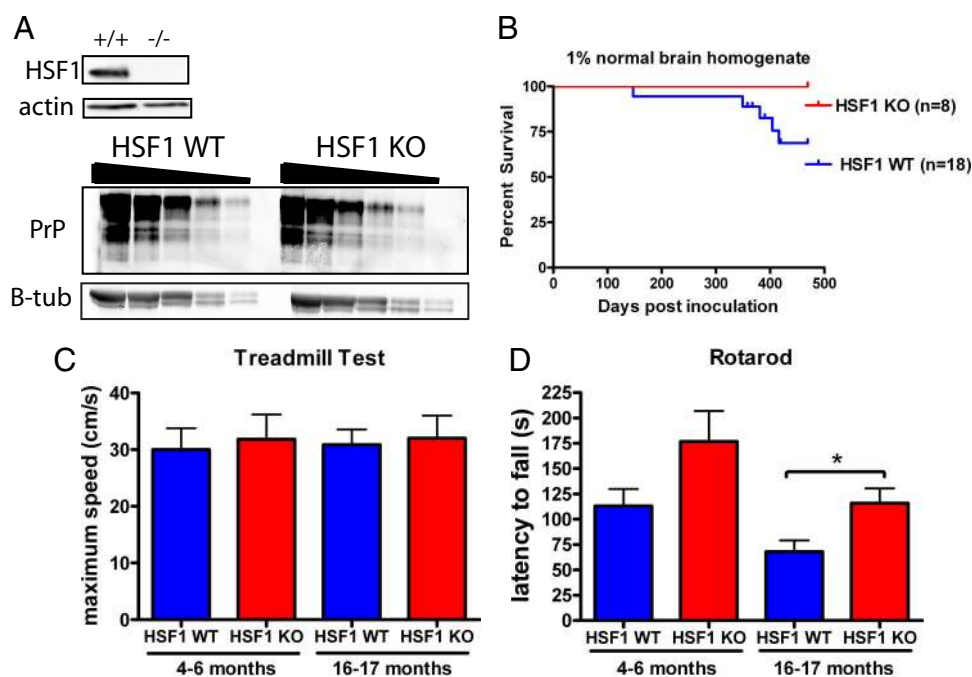 A
+/+ -/-
HSF1
actin
HSF1 WT HSF1 KO
PrP
B-tub
B
1% normal brain homogenate
Percent Survival
100
75
50
25
0
0 100 200 300 400 500
Days post inoculation
HSF1 KO (n=8)
HSF1 WT (n=18)
C
Treadmill Test
maximum speed (cm/s)
40
30
20
10
0
HSF1 WT HSF1 KO HSF1 WT HSF1 KO
4-6 months 16-17 months
D
Rotarod
latency to fall (s)
225
200
175
150
125
100
75
50
25
0
*
HSF1 WT HSF1 KO HSF1 WT HSF1 KO
4-6 months 16-17 months